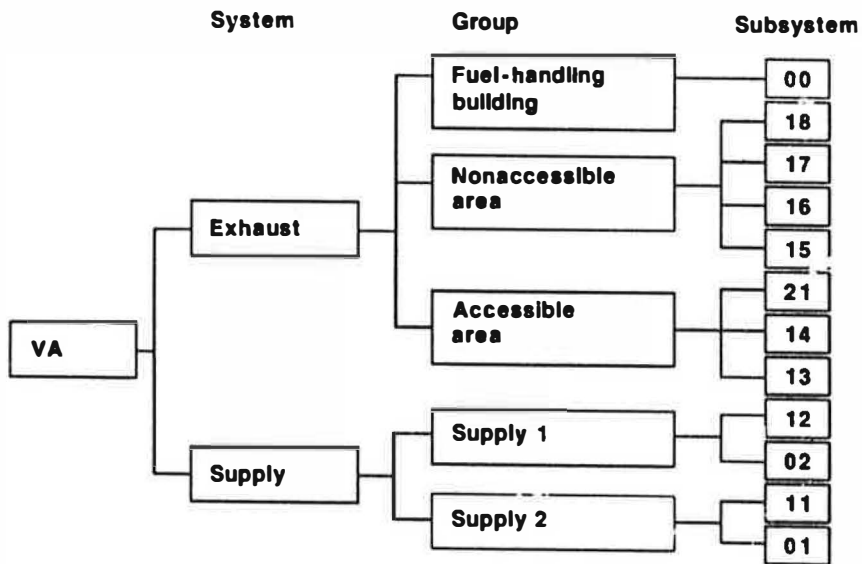 System Group Subsystem
Fuel-handling
building
00
18
17
Nonaccessible
area
16
15
Exhaust
21
Accessible
area
14
13
VA
12
Supply 1
02
Supply
11
Supply 2
01